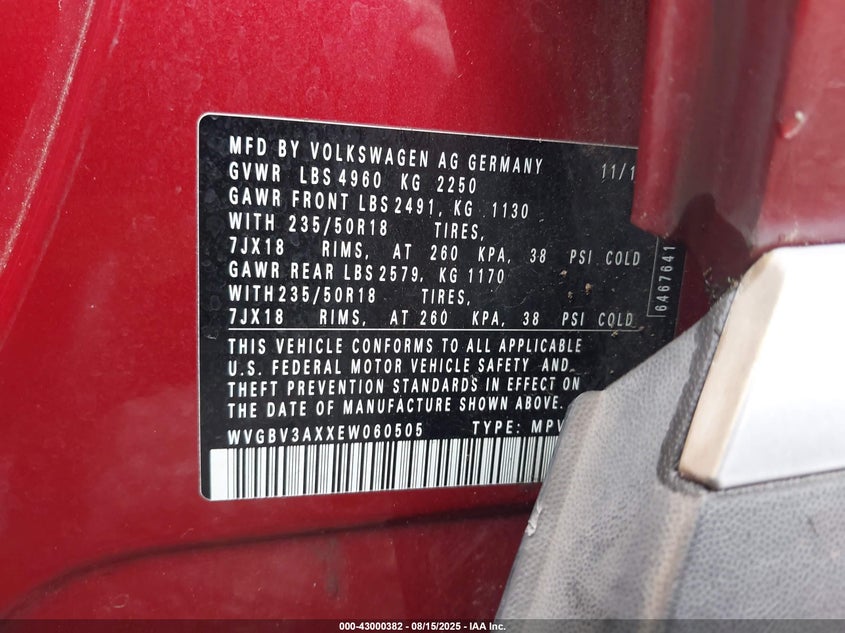 MFD BY VOLKSWAGEN AG GERMANY 11/1
GVWR LBS 4960 KG 2250
GAWR FRONT LBS 2491, KG 1130
WITH 235/50R18 TIRES,
7JX18 RIMS, AT 260 KPA, 38 PSI COLD
GAWR REAR LBS 2579, KG 1170
WITH 235/50R18 TIRES,
7JX18 RIMS, AT 260 KPA, 38 PSI COLD
THIS VEHICLE CONFORMS TO ALL APPLICABLE
U.S. FEDERAL MOTOR VEHICLE SAFETY AND
THEFT PREVENTION STANDARDS IN EFFECT ON
THE DATE OF MANUFACTURE SHOWN ABOVE.
WVGBV3AXXEW060505 TYPE: MPV
6467641
000-43000382 - 08/15/2025 - IAA Inc.